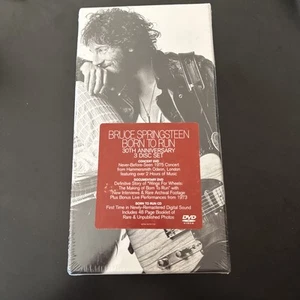 BRUCE SPRINGSTEEN
BORN TO RUN
30TH ANNIVERSARY
3 DISC SET
CONCERT DVD
Never-Before-Seen 1975 Concert
from Hammersmith Odeon, London
featuring over 2 Hours of Music
DOCUMENTARY DVD
Definitive Story of "Wings For Wheels:
The Making of Born To Run" with
New Interviews & Rare Archival Footage
Plus Bonus Live Performances from 1973
BORN TO RUN CD
First Time in Newly-Remastered Digital Sound
Includes 48 Page Booklet of
Rare & Unpublished Photos
DVD